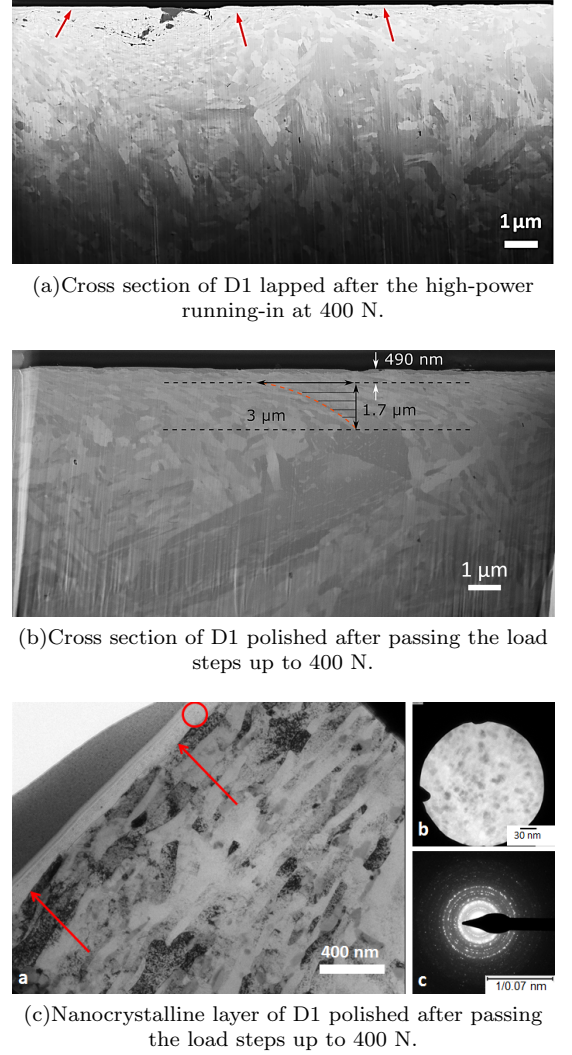 1 μm
(a)Cross section of D1 lapped after the high-power
running-in at 400 N.
490 nm
3 μm
1.7 μm
1 μm
(b)Cross section of D1 polished after passing the load
steps up to 400 N.
400 nm
a
b
30 nm
c
1/0.07 nm
(c)Nanocrystalline layer of D1 polished after passing
the load steps up to 400 N.